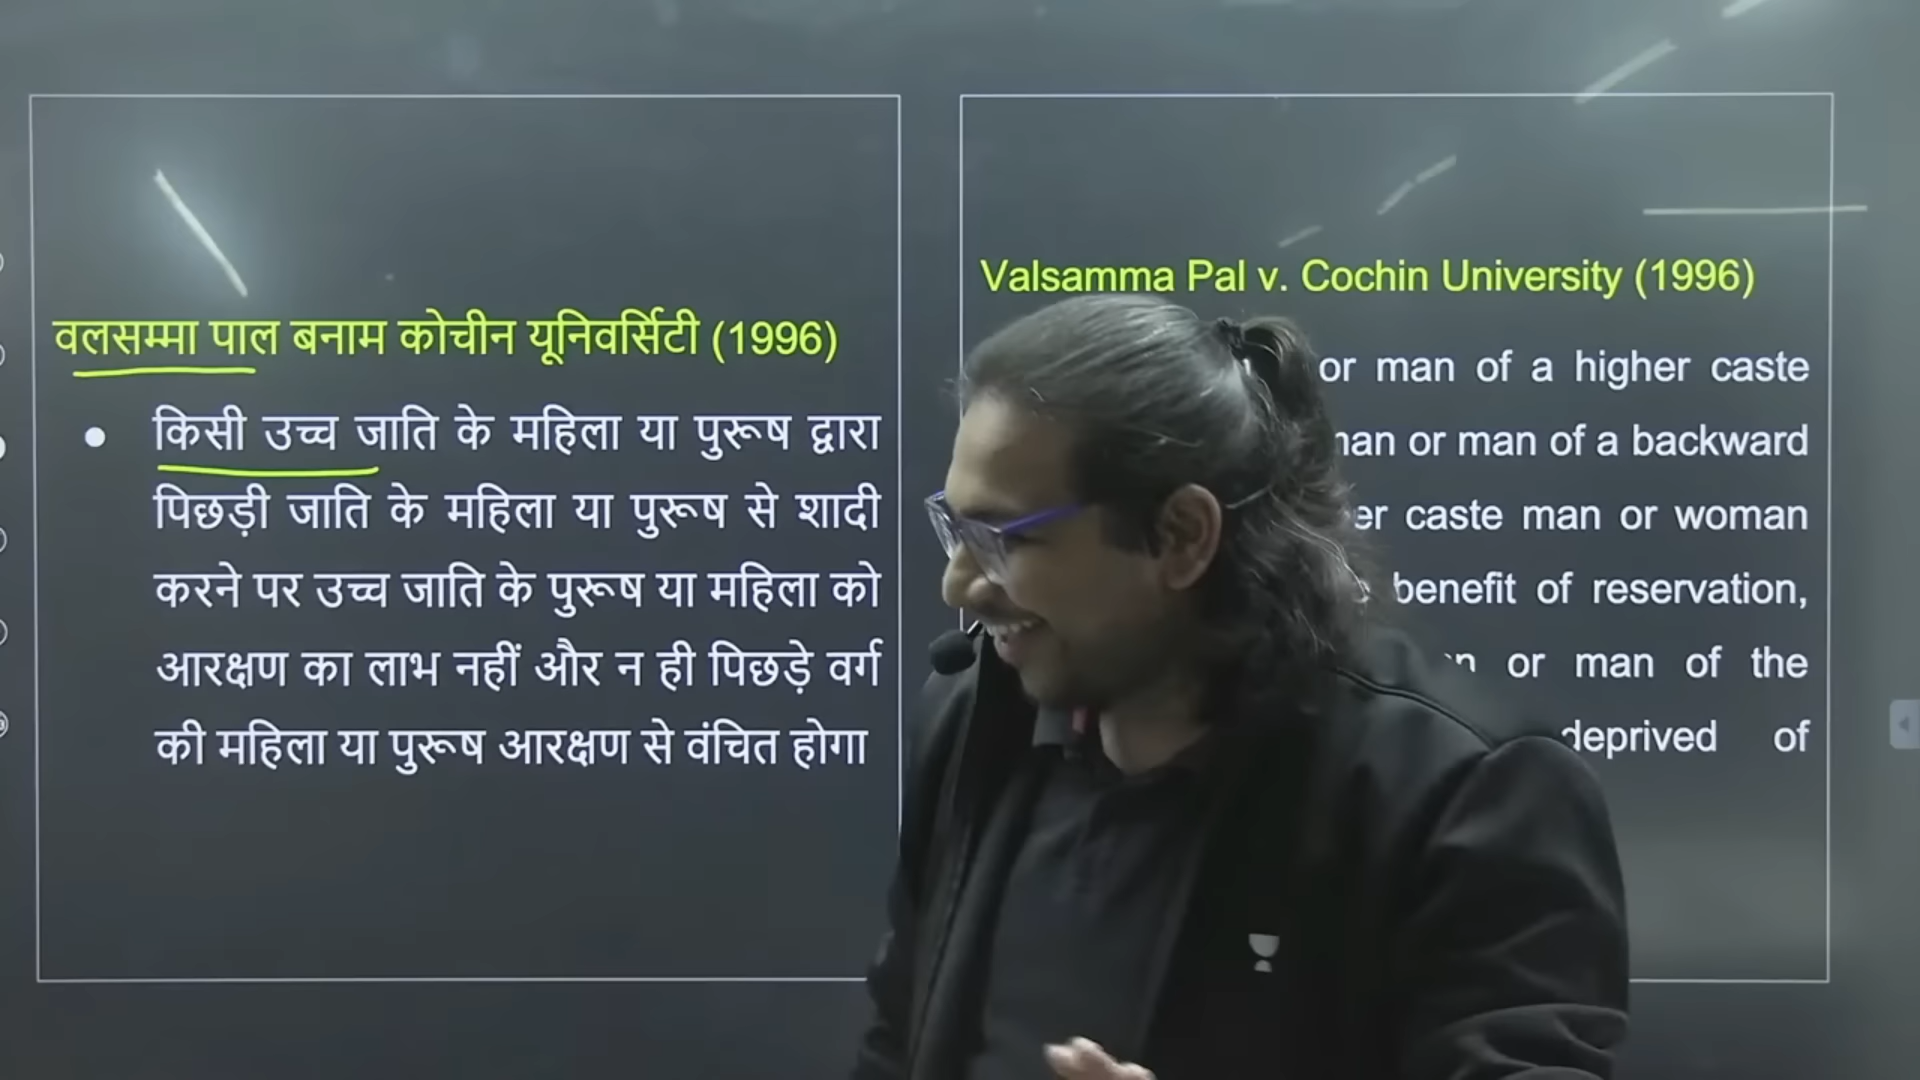 वलसम्मा पाल बनाम कोचीन यूनिवर्सिटी (1996)
किसी उच्च जाति के महिला या पुरूष द्वारा
पिछड़ी जाति के महिला या पुरूष से शादी
करने पर उच्च जाति के पुरूष या महिला को
आरक्षण का लाभ नहीं और न ही पिछड़े वर्ग
की महिला या पुरूष आरक्षण से वंचित होगा
Valsamma Pal v. Cochin University (1996)
or man of a higher caste
or man of a backward
caste man or woman
benefit of reservation,
or man of the
deprived of